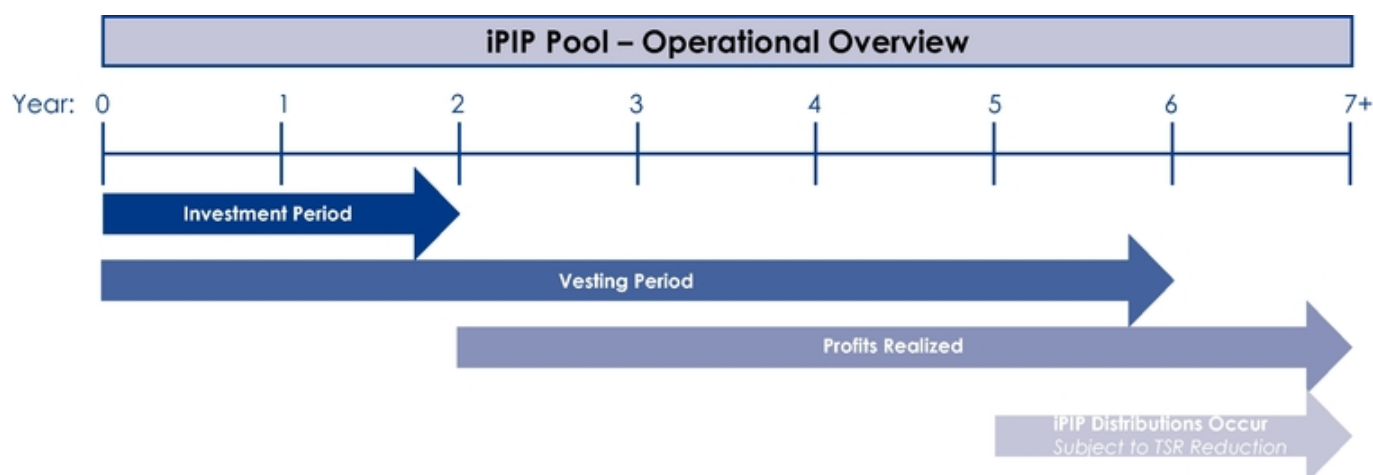 iPIP Pool – Operational Overview
Year: 0 1 2 3 4 5 6 7+
Investment Period
Vesting Period
Profits Realized
iPIP Distributions Occur
Subject to TSR Reduction